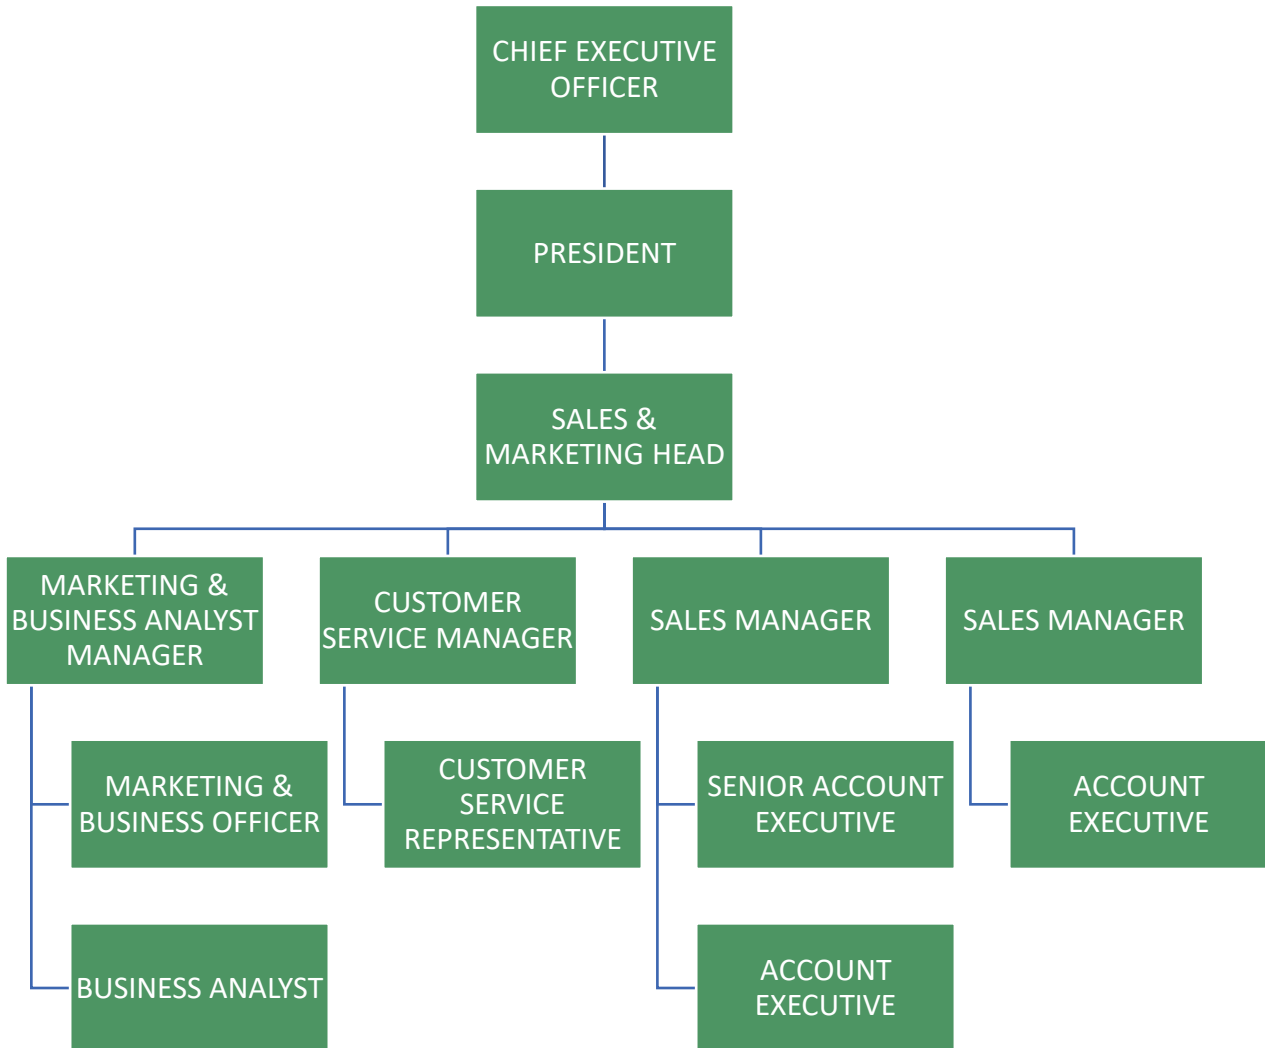 CHIEF EXECUTIVE
OFFICER
PRESIDENT
SALES &
MARKETING HEAD
MARKETING &
BUSINESS ANALYST
MANAGER
CUSTOMER
SERVICE MANAGER
SALES MANAGER
SALES MANAGER
MARKETING &
BUSINESS OFFICER
CUSTOMER
SERVICE
REPRESENTATIVE
SENIOR ACCOUNT
EXECUTIVE
ACCOUNT
EXECUTIVE
BUSINESS ANALYST
ACCOUNT
EXECUTIVE